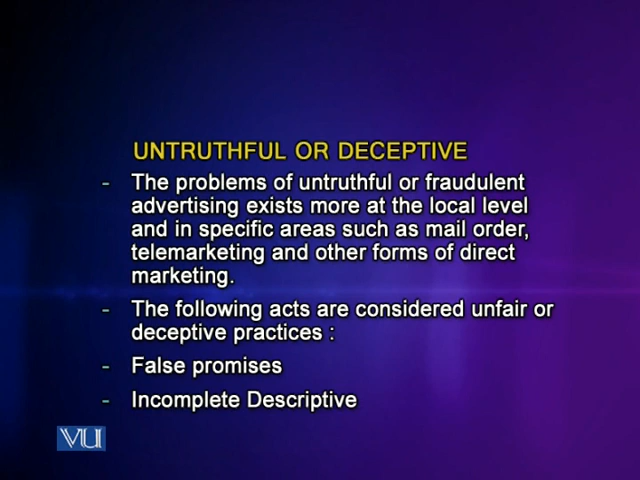 UNTRUTHFUL OR DECEPTIVE
- The problems of untruthful or fraudulent
advertising exists more at the local level
and in specific areas such as mail order,
telemarketing and other forms of direct
marketing.
- The following acts are considered unfair or
deceptive practices :
- False promises
- Incomplete Descriptive
VU